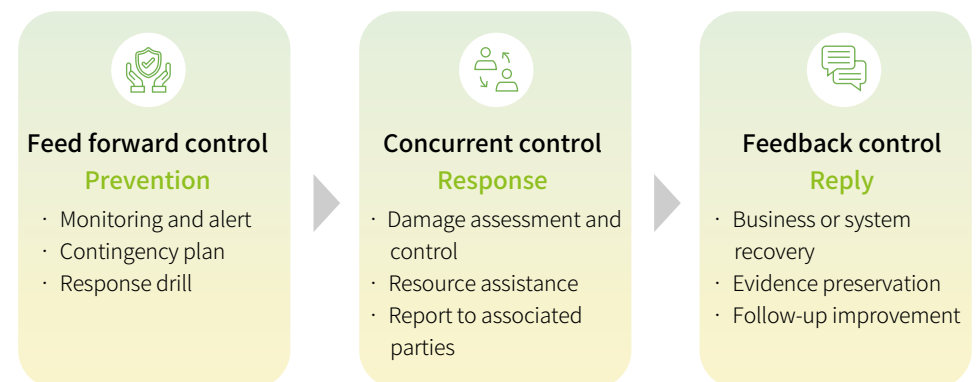 Feed forward control
Prevention
· Monitoring and alert
· Contingency plan
· Response drill
Concurrent control
Response
· Damage assessment and
control
· Resource assistance
· Report to associated
parties
Feedback control
Reply
· Business or system
recovery
· Evidence preservation
· Follow-up improvement